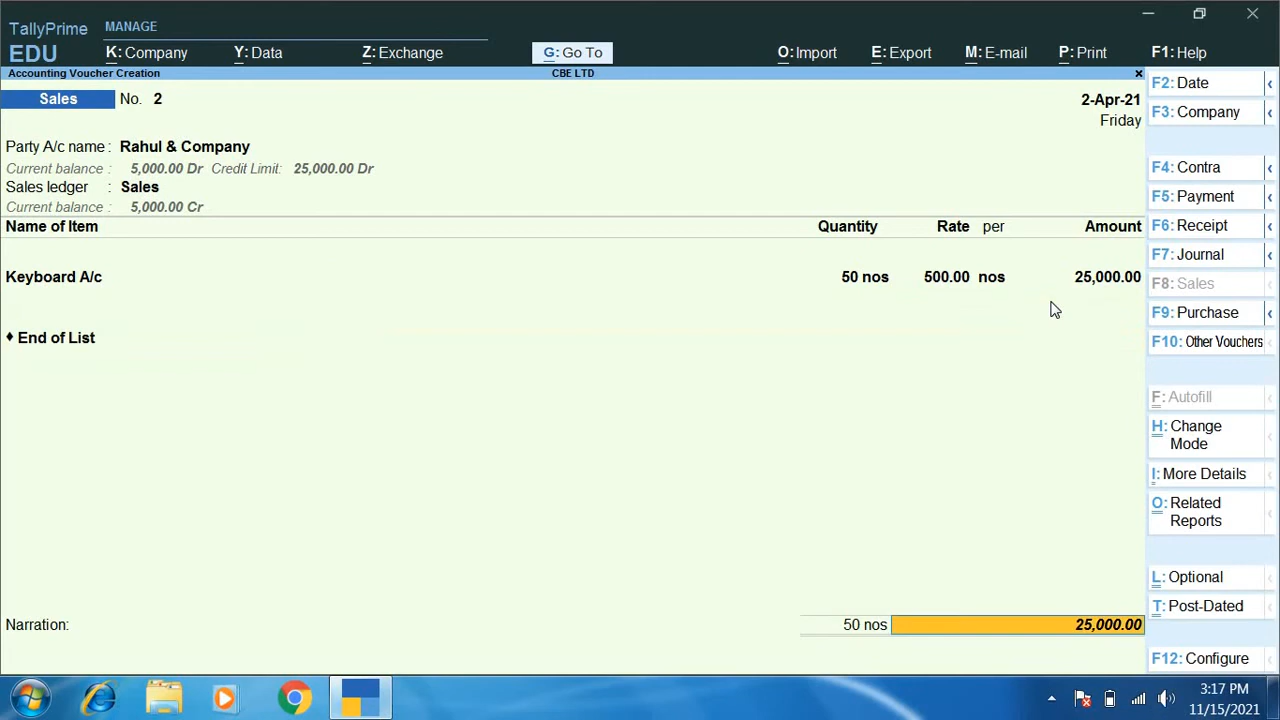 TallyPrime MANAGE
EDU K: Company Y: Data Z: Exchange G: Go To O: Import E: Export M: E-mail P: Print F1: Help
Accounting Voucher Creation CBE LTD ×
Sales No. 2 2-Apr-21
Friday
Party A/c name : Rahul & Company
Current balance : 5,000.00 Dr Credit Limit: 25,000.00 Dr
Sales ledger : Sales
Current balance : 5,000.00 Cr
Name of Item Quantity Rate per Amount
Keyboard A/c 50 nos 500.00 nos 25,000.00
♦ End of List
Narration: 50 nos 25,000.00
F2: Date
F3: Company
F4: Contra
F5: Payment
F6: Receipt
F7: Journal
F8: Sales
F9: Purchase
F10: Other Vouchers
F: Autofill
H: Change
Mode
I: More Details
O: Related
Reports
L: Optional
T: Post-Dated
F12: Configure
3:17 PM
11/15/2021